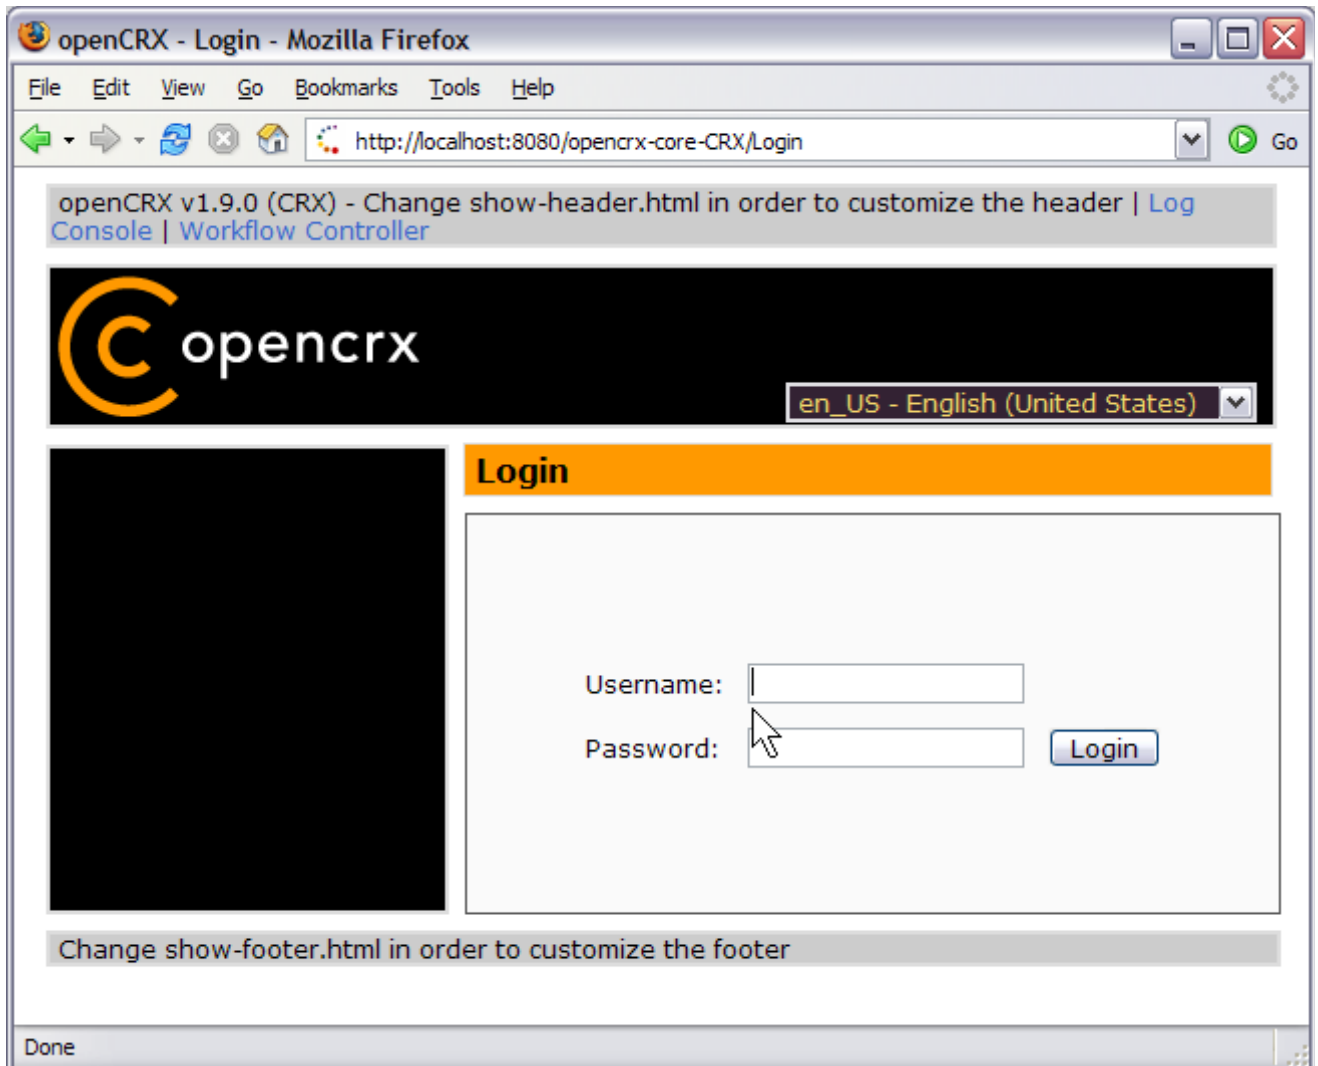 openCRX - Login - Mozilla Firefox
File Edit View Go Bookmarks Tools Help
http://localhost:8080/opencrx-core-CRX/Login Go
openCRX v1.9.0 (CRX) - Change show-header.html in order to customize the header | Log
Console | Workflow Controller
opencrx
en_US - English (United States)
Login
Username:
Password: Login
Change show-footer.html in order to customize the footer
Done